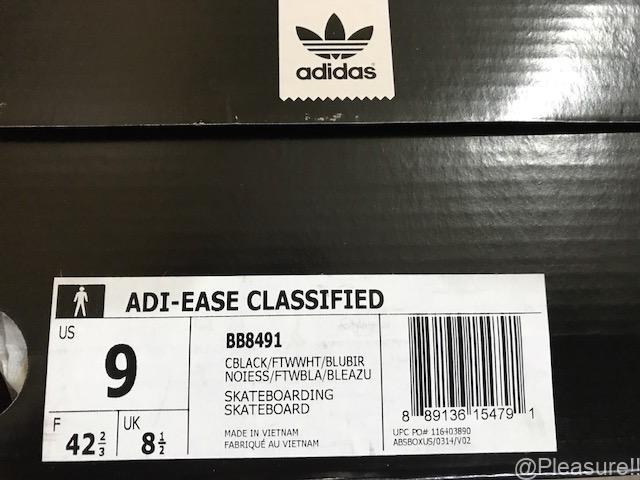 adidas
ADI-EASE CLASSIFIED
US
9
F
42 2/3
UK
8 1/2
BB8491
CBLACK/FTWWHT/BLUBIR
NOIESS/FTWBLA/BLEAZU
SKATEBOARDING
SKATEBOARD
MADE IN VIETNAM
FABRIQUÉ AU VIETNAM
8 89136 15479 1
UPC PO# 116403890
ABSBOXUS/0314/V02
@Pleasure!!